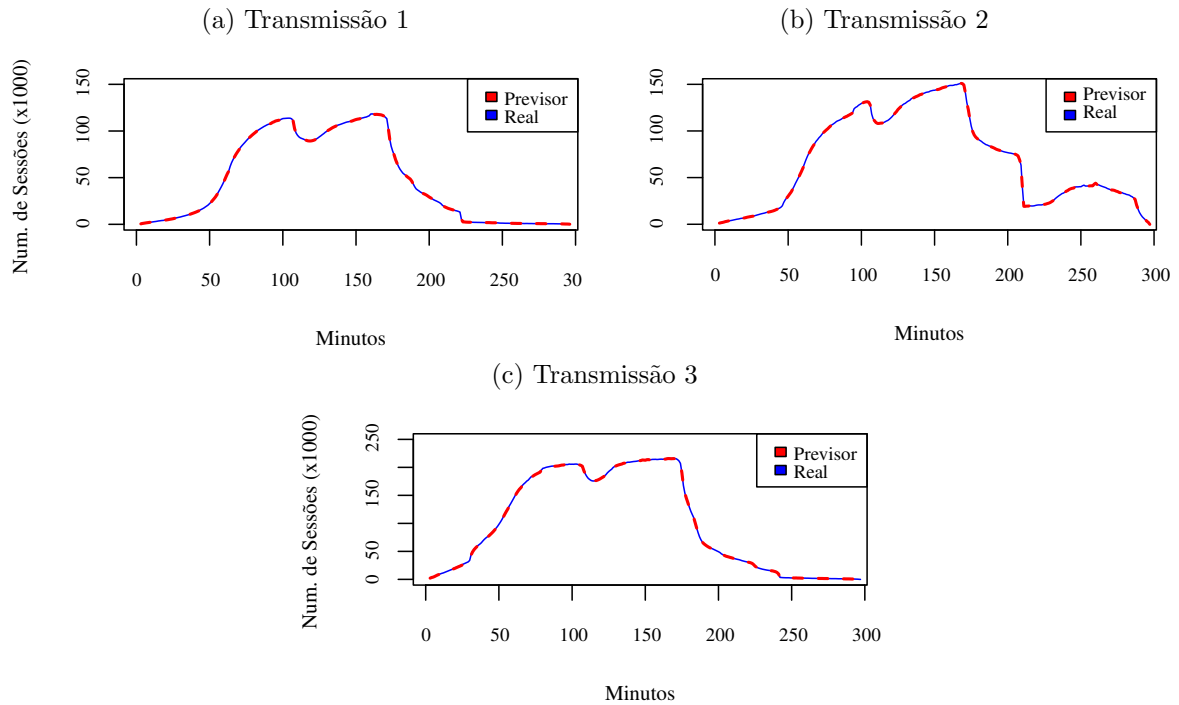 (a) Transmissão 1
Num. de Sessões (x1000)
150
100
50
0
Previsor
Real
0 50 100 150 200 250 30
Minutos
(b) Transmissão 2
150
100
50
0
Previsor
Real
0 50 100 150 200 250 300
Minutos
(c) Transmissão 3
Num. de Sessões (x1000)
250
150
50
0
Previsor
Real
0 50 100 150 200 250 300
Minutos